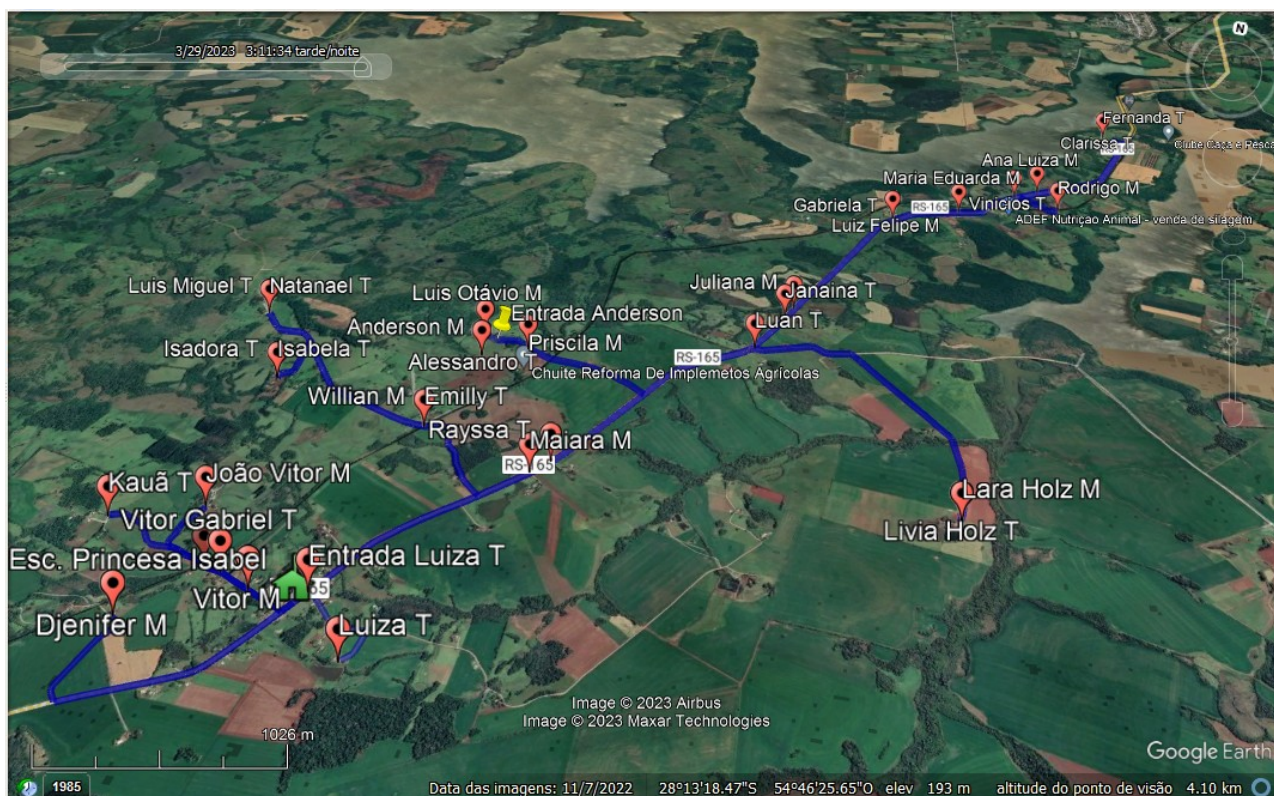 3/29/2023 3:11:34 tarde/noite
N
Fernanda T
Clarissa T
RS-165
Clube Caça e Pesca
Ana Luiza M
Maria Eduarda M
Rodrigo M
Gabriela T
RS-165
Vinicios T
ADEF Nutrição Animal - venda de silagem
Luiz Felipe M
Juliana M
Janaina T
Luis Miguel T
Natanael T
Luis Otávio M
Entrada Anderson
Anderson M
Luan T
Priscila M
Isadora T
Isabela T
Alessandro T
RS-165
Chuite Reforma De Implemetos Agrícolas
Willian M
Emilly T
Rayssa T
Maiara M
RS-165
Kauã T
João Vitor M
Lara Holz M
Vitor Gabriel T
Livia Holz T
Esc. Princesa Isabel
Entrada Luiza T
65
Vitor M
Djenifer M
Luiza T
Image © 2023 Airbus
Image © 2023 Maxar Technologies
1026 m
Google Earth
1985
Data das imagens: 11/7/2022 28°13'18.47"S 54°46'25.65"O elev 193 m altitude do ponto de visão 4.10 km